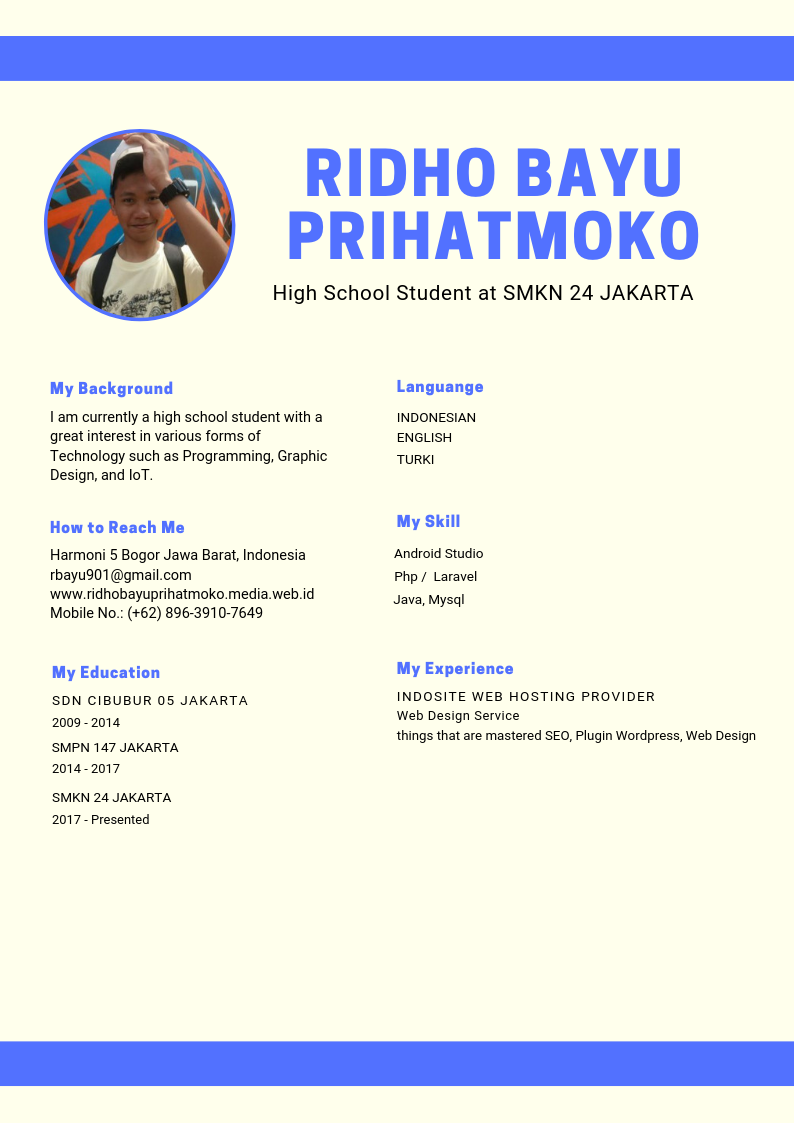 RIDHO BAYU
PRIHATMOKO
High School Student at SMKN 24 JAKARTA
My Background
I am currently a high school student with a
great interest in various forms of
Technology such as Programming, Graphic
Design, and IoT.
How to Reach Me
Harmoni 5 Bogor Jawa Barat, Indonesia
rbayu901@gmail.com
www.ridhobayuprihatmoko.media.web.id
Mobile No.: (+62) 896-3910-7649
My Education
SDN CIBUBUR 05 JAKARTA
2009 - 2014
SMPN 147 JAKARTA
2014 - 2017
SMKN 24 JAKARTA
2017 - Presented
Languange
INDONESIAN
ENGLISH
TURKI
My Skill
Android Studio
Php / Laravel
Java, Mysql
My Experience
INDOSITE WEB HOSTING PROVIDER
Web Design Service
things that are mastered SEO, Plugin Wordpress, Web Design